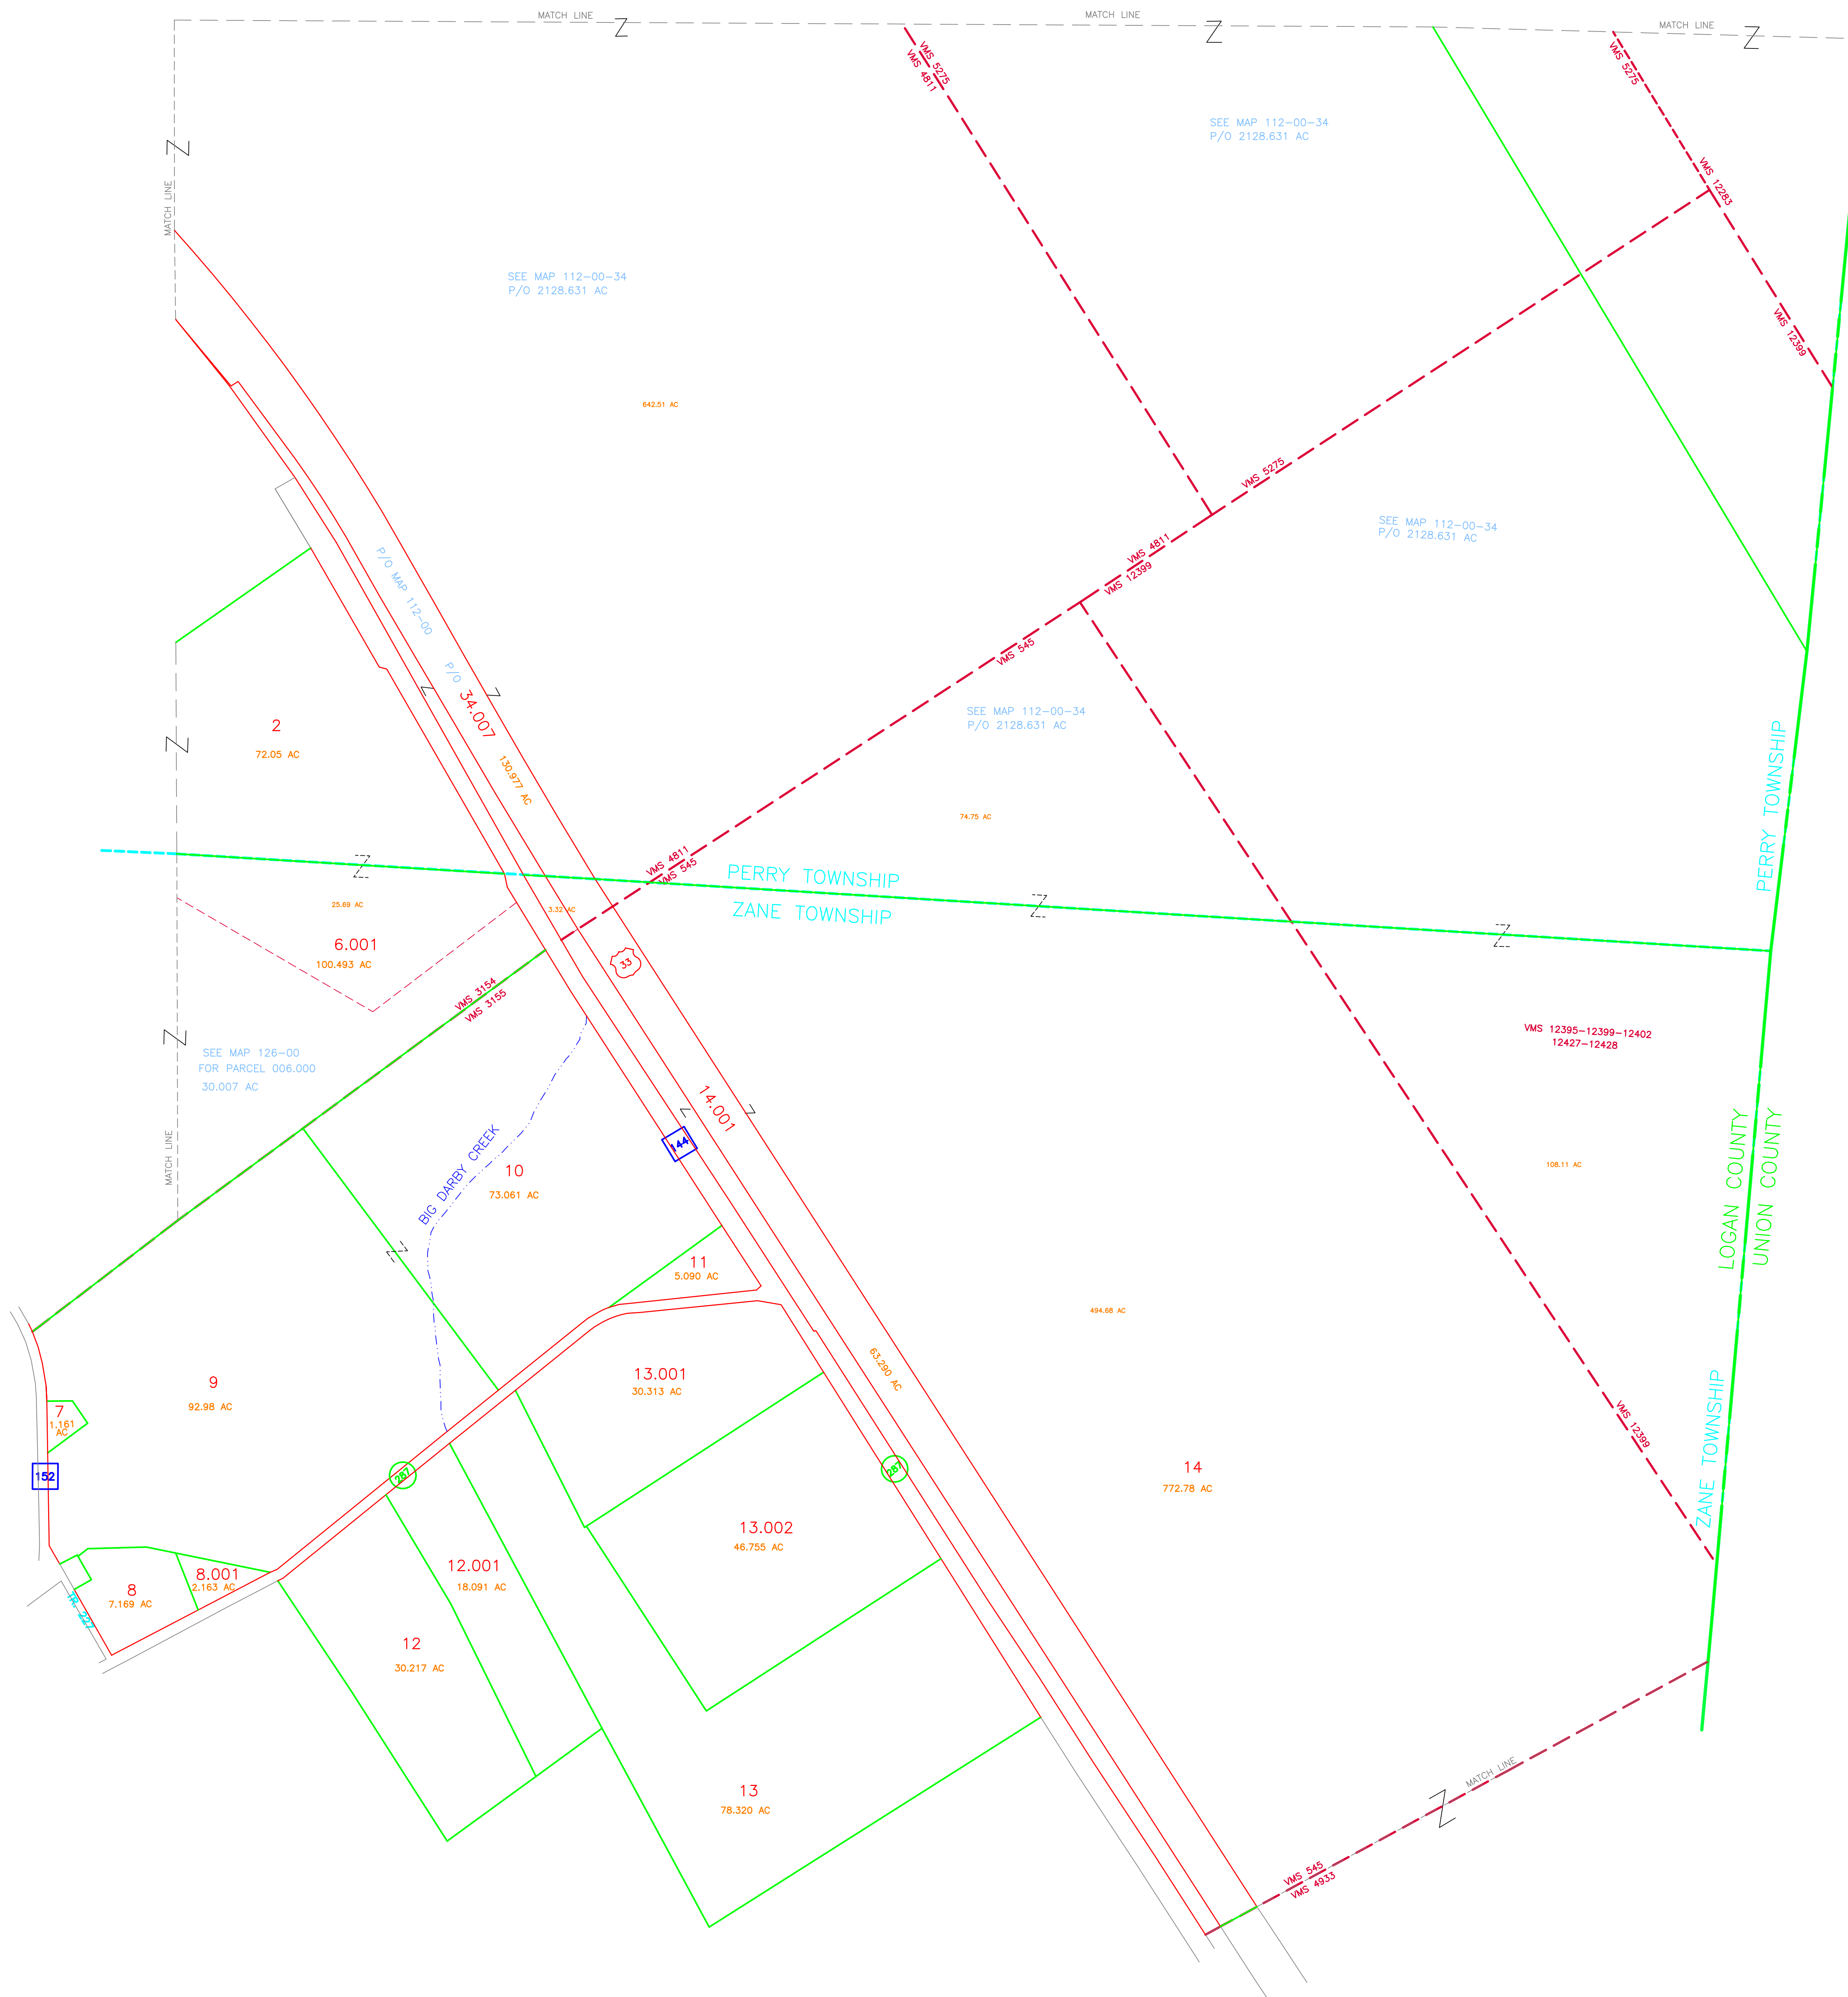 MATCH LINE
MATCH LINE
MATCH LINE
VMS 5275
VMS 4811
VMS 5275
SEE MAP 112-00-34
P/O 2128.631 AC
VMS 12283
MATCH LINE
SEE MAP 112-00-34
P/O 2128.631 AC
VMS 12399
642.51 AC
VMS 5275
SEE MAP 112-00-34
P/O 2128.631 AC
VMS 4811
VMS 12399
P/O MAP 112-00
P/O
34.007
130.977 AC
VMS 545
SEE MAP 112-00-34
P/O 2128.631 AC
2
72.05 AC
74.75 AC
PERRY TOWNSHIP
VMS 4811
VMS 545
PERRY TOWNSHIP
ZANE TOWNSHIP
25.69 AC
3.32 AC
6.001
100.493 AC
33
VMS 3154
VMS 3155
VMS 12395-12399-12402
12427-12428
SEE MAP 126-00
FOR PARCEL 006.000
30.007 AC
MATCH LINE
14.001
144
BIG DARBY CREEK
10
73.061 AC
108.11 AC
LOGAN COUNTY
UNION COUNTY
11
5.090 AC
494.68 AC
63.290 AC
13.001
30.313 AC
9
92.98 AC
7
1.161
AC
152
287
287
14
772.78 AC
VMS 12399
ZANE TOWNSHIP
13.002
46.755 AC
12.001
18.091 AC
8.001
2.163 AC
8
7.169 AC
TR. 227
12
30.217 AC
13
78.320 AC
MATCH LINE
VMS 545
VMS 4933